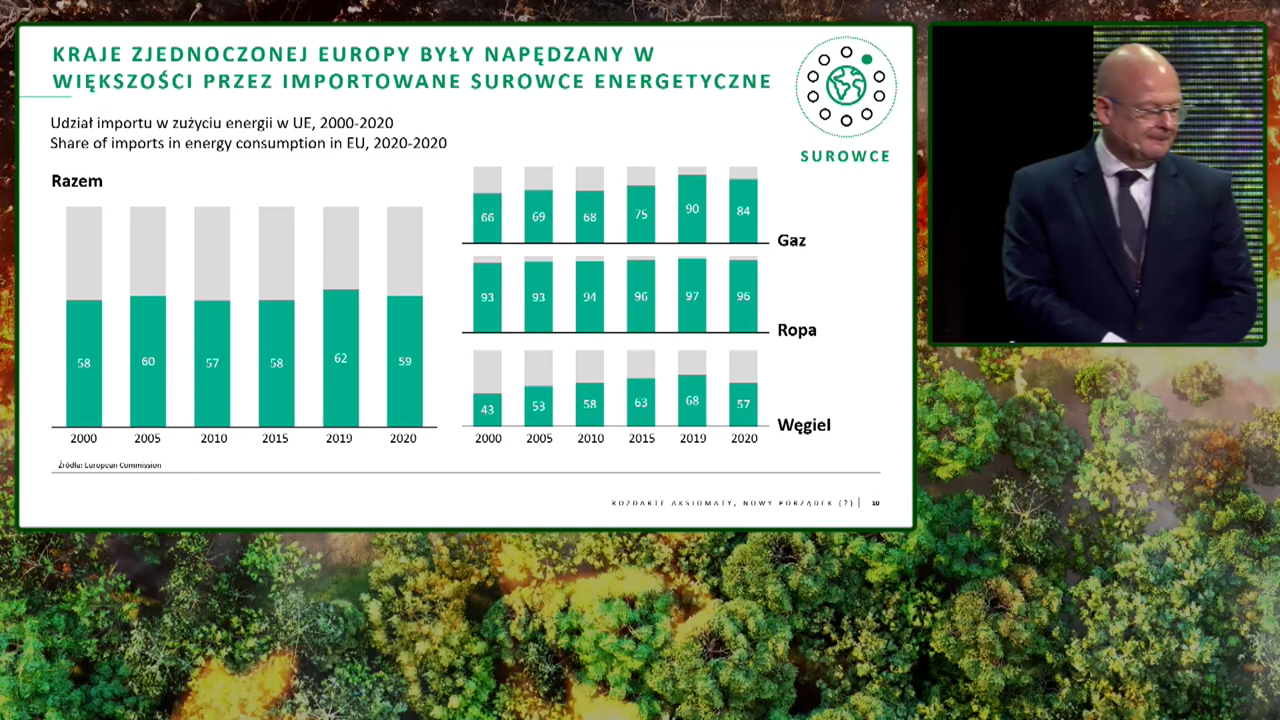 KRAJE ZJEDNOCZONEJ EUROPY BYŁY NAPĘDZANY W
WIĘKSZOŚCI PRZEZ IMPORTOWANE SUROWCE ENERGETYCZNE
SUROWCE
Udział importu w zużyciu energii w UE, 2000-2020
Share of imports in energy consumption in EU, 2020-2020
Razem
58 60 57 58 62 59
2000 2005 2010 2015 2019 2020
66 69 68 75 90 84
Gaz
93 93 94 96 97 96
Ropa
43 53 58 63 68 57
Węgiel
2000 2005 2010 2015 2019 2020
Źródła: European Commission
ROZDARTE AKSJOMATY, NOWY PORZĄDEK (?) | 10